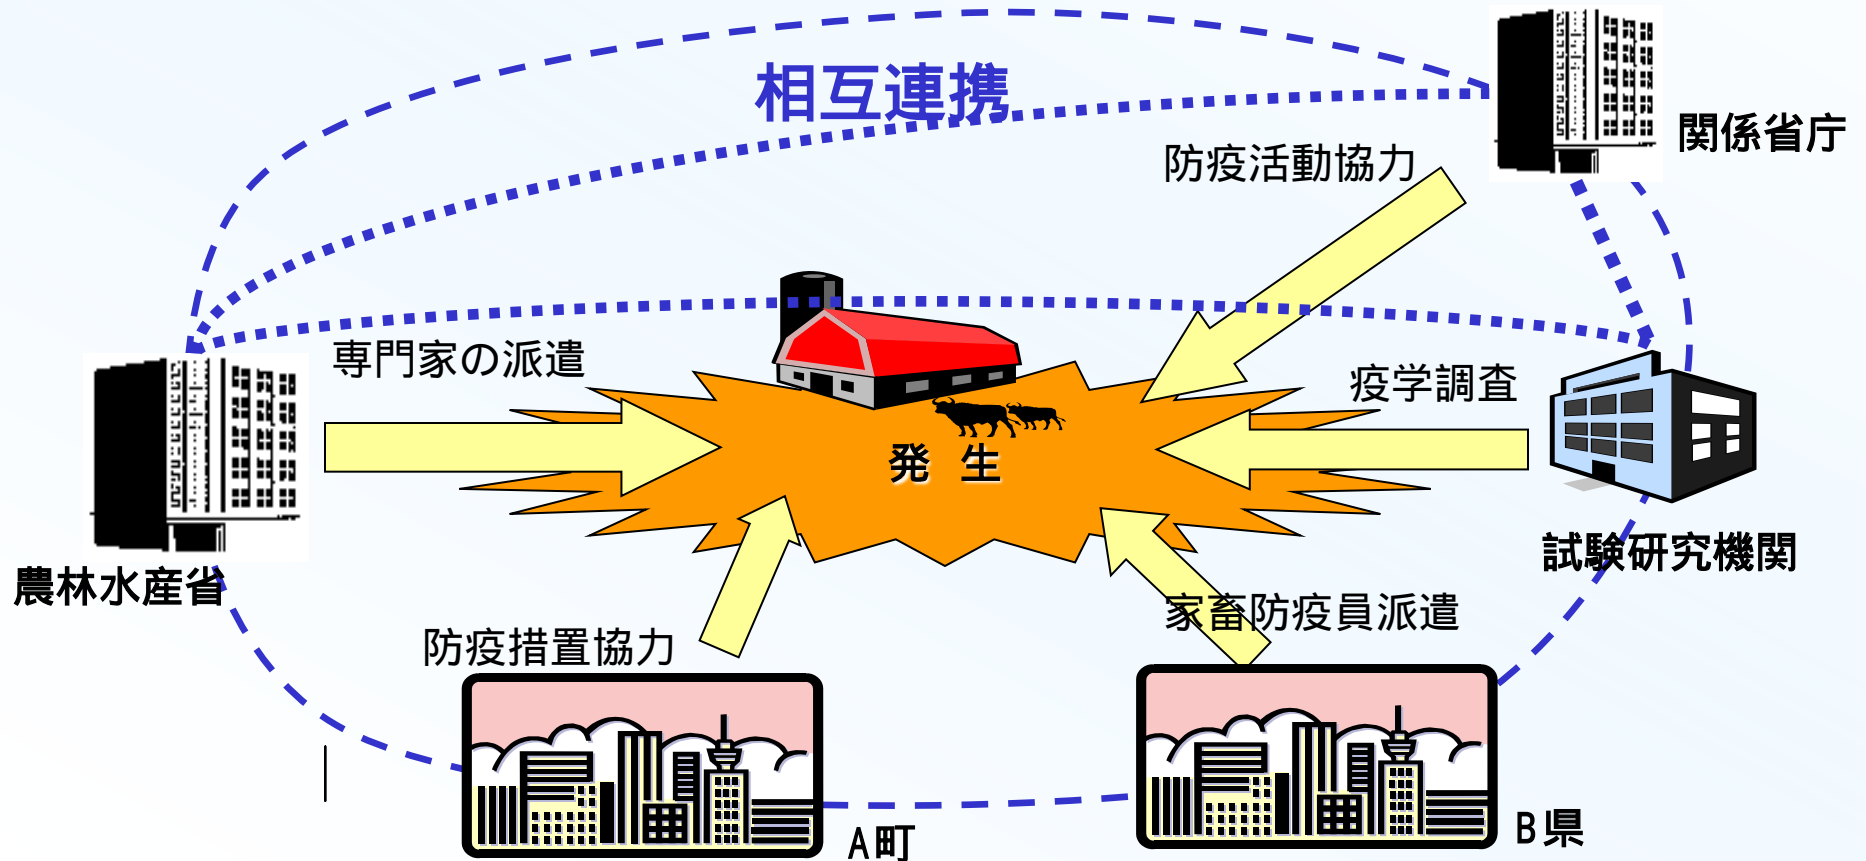 相互連携
関係省庁
防疫活動協力
専門家の派遣
疫学調査
発 生
試験研究機関
農林水産省
家畜防疫員派遣
防疫措置協力
A町
B県